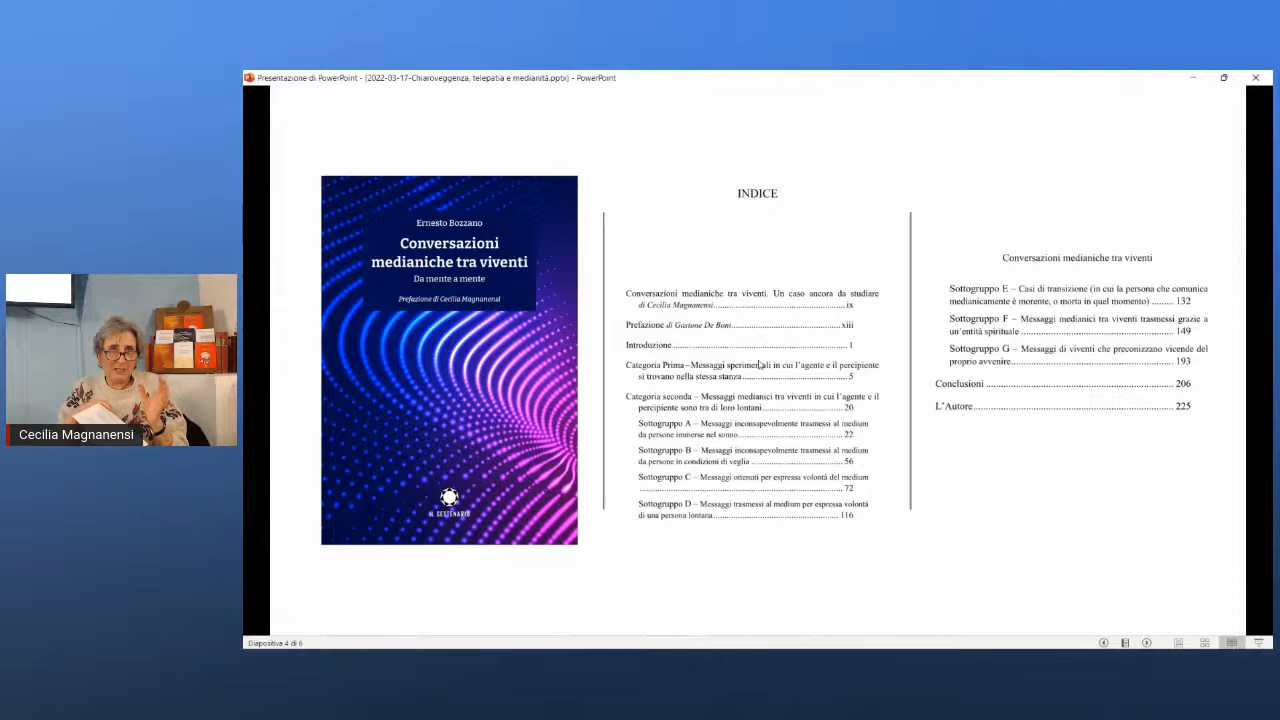 Presentazione di PowerPoint - [2022-03-17-Chiaroveggenza, telepatia e medianità.pptx] - PowerPoint
Ernesto Bozzano
Conversazioni
medianiche tra viventi
Da mente a mente
Prefazione di Cecilia Magnanensi
IL SETTENARIO
INDICE
Conversazioni medianiche tra viventi. Un caso ancora da studiare
di Cecilia Magnanensi.................................................. ix
Prefazione di Gastone De Boni.......................................... xiii
Introduzione ................................................................ 1
Categoria Prima – Messaggi sperimentali in cui l'agente e il percipiente
si trovano nella stessa stanza ........................................ 5
Categoria seconda – Messaggi medianici tra viventi in cui l'agente e il
percipiente sono tra di loro lontani................................ 20
Sottogruppo A – Messaggi inconsapevolmente trasmessi al medium
da persone immerse nel sonno........................................ 22
Sottogruppo B – Messaggi inconsapevolmente trasmessi al medium
da persone in condizioni di veglia .................................. 56
Sottogruppo C – Messaggi ottenuti per espressa volontà del medium
.................................................................................. 72
Sottogruppo D – Messaggi trasmessi al medium per espressa volontà
di una persona lontana................................................ 116
Conversazioni medianiche tra viventi
Sottogruppo E – Casi di transizione (in cui la persona che comunica
medianicamente è morente, o morta in quel momento) ........ 132
Sottogruppo F – Messaggi medianici tra viventi trasmessi grazie a
un'entità spirituale ........................................................ 149
Sottogruppo G – Messaggi di viventi che preconizzano vicende del
proprio avvenire............................................................ 193
Conclusioni .................................................................... 206
L'Autore........................................................................ 225
Cecilia Magnanensi
Diapositiva 4 di 6